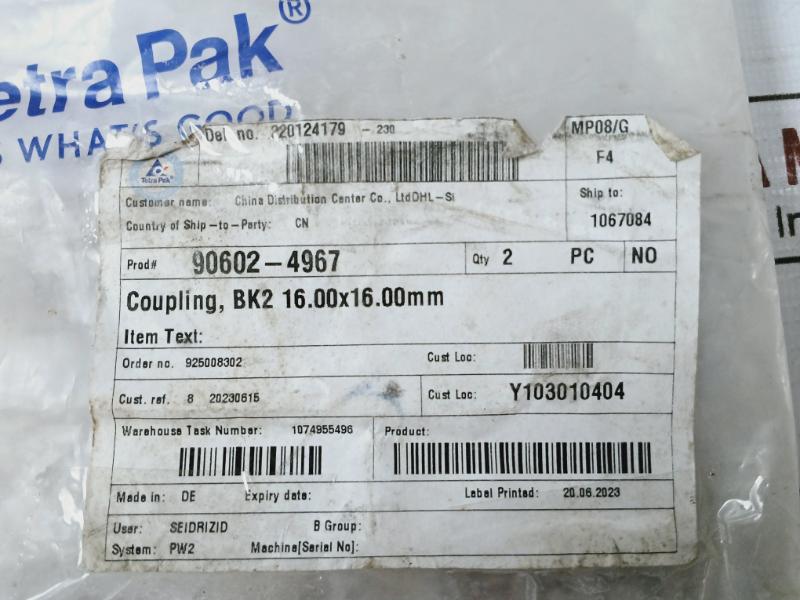 etra Pak®
S WHAT'S GOOD
Del no. 220124179 - 230
MP08/G
F4
Tetra Pak
Customer name: China Distribution Center Co., LtdDHL-Si
Country of Ship-to-Party: CN
Ship to:
1067084
Prod# 90602-4967
Qty 2 PC NO
Coupling, BK2 16.00x16.00mm
Item Text:
Order no. 925008302
Cust Loc:
Cust. ref. 8 20230615
Cust Loc: Y103010404
Warehouse Task Number: 1074955496
Product:
Made in: DE Expiry date: Label Printed: 20.06.2023
User: SEIDRIZID B Group:
System: PW2 Machine[Serial No]:
M
In